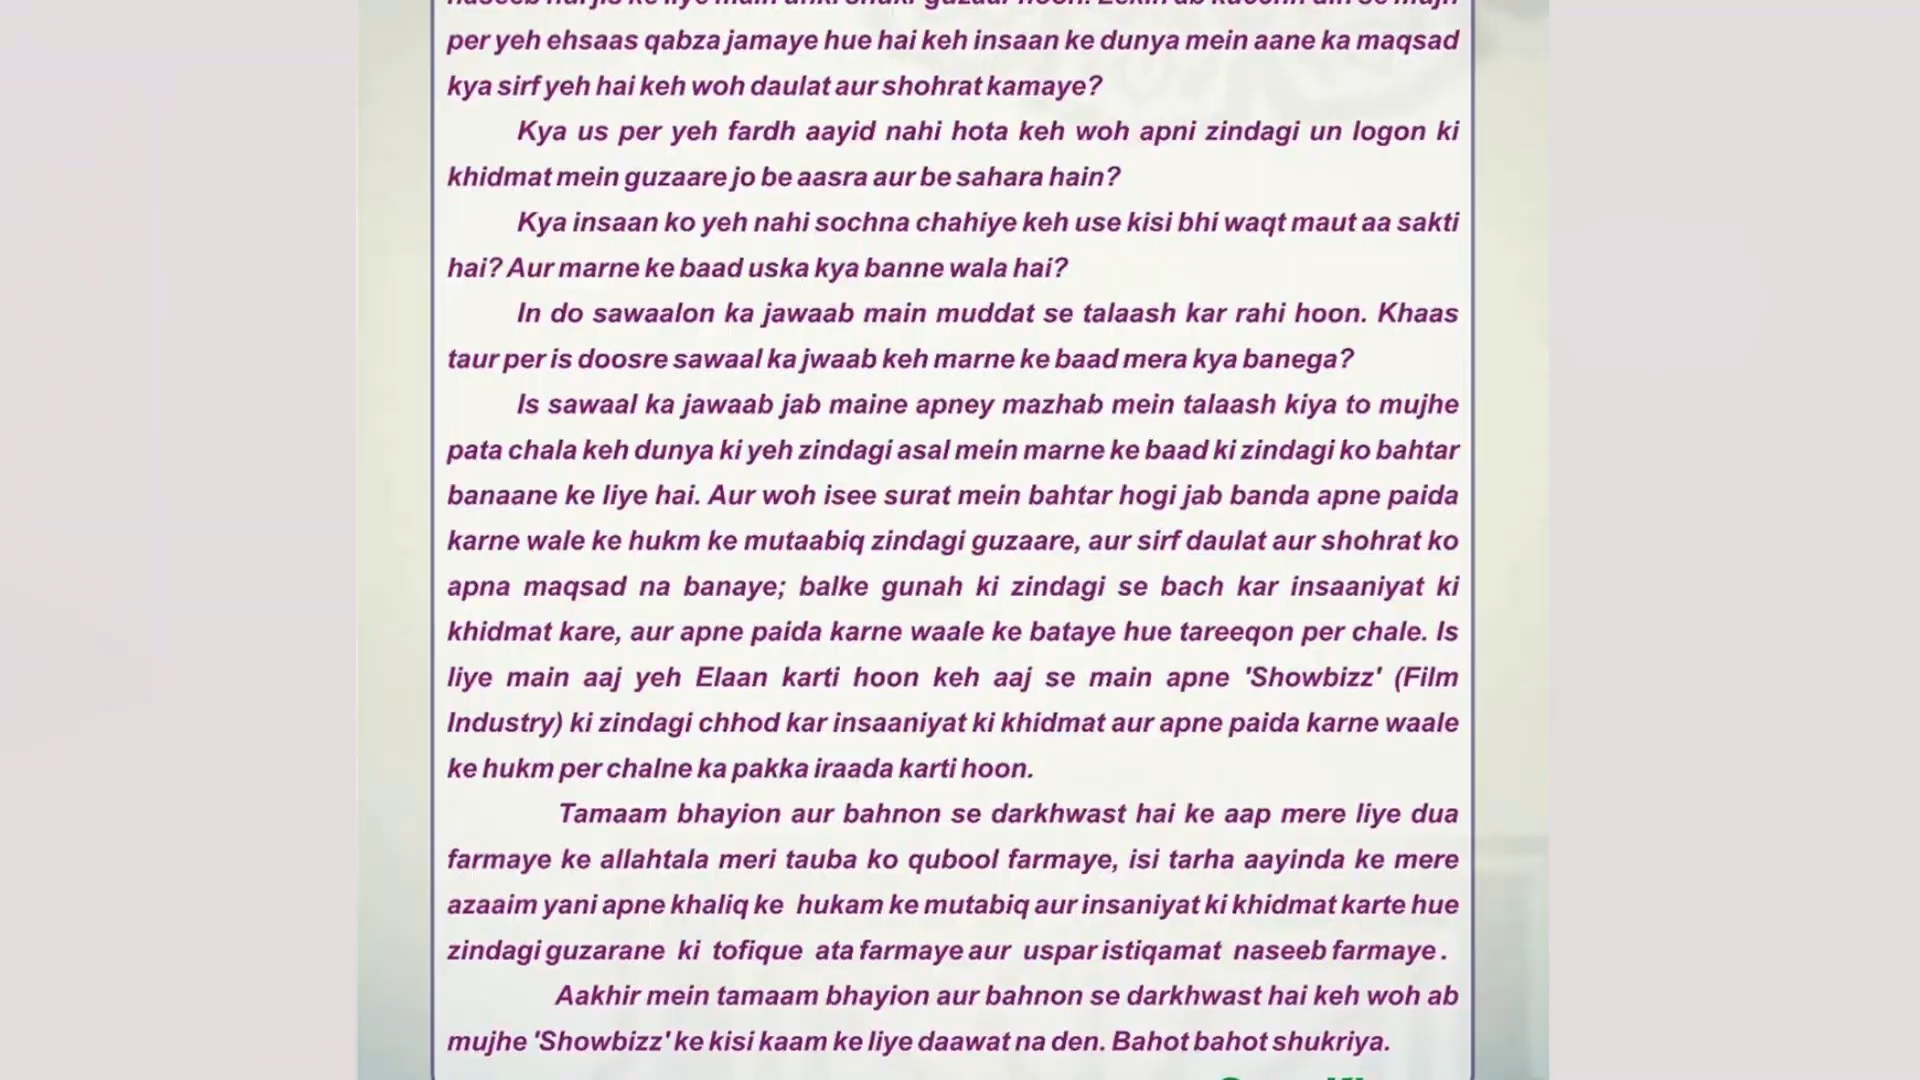 per yeh ehsaas qabza jamaye hue hai keh insaan ke dunya mein aane ka maqsad
kya sirf yeh hai keh woh daulat aur shohrat kamaye?
Kya us per yeh fardh aayid nahi hota keh woh apni zindagi un logon ki
khidmat mein guzaare jo be aasra aur be sahara hain?
Kya insaan ko yeh nahi sochna chahiye keh use kisi bhi waqt maut aa sakti
hai? Aur marne ke baad uska kya banne wala hai?
In do sawaalon ka jawaab main muddat se talaash kar rahi hoon. Khaas
taur per is doosre sawaal ka jwaab keh marne ke baad mera kya banega?
Is sawaal ka jawaab jab maine apney mazhab mein talaash kiya to mujhe
pata chala keh dunya ki yeh zindagi asal mein marne ke baad ki zindagi ko bahtar
banaane ke liye hai. Aur woh isee surat mein bahtar hogi jab banda apne paida
karne wale ke hukm ke mutaabiq zindagi guzaare, aur sirf daulat aur shohrat ko
apna maqsad na banaye; balke gunah ki zindagi se bach kar insaaniyat ki
khidmat kare, aur apne paida karne waale ke bataye hue tareeqon per chale. Is
liye main aaj yeh Elaan karti hoon keh aaj se main apne 'Showbizz' (Film
Industry) ki zindagi chhod kar insaaniyat ki khidmat aur apne paida karne waale
ke hukm per chalne ka pakka iraada karti hoon.
Tamaam bhayion aur bahnon se darkhwast hai ke aap mere liye dua
farmaye ke allahtala meri tauba ko qubool farmaye, isi tarha aayinda ke mere
azaaim yani apne khaliq ke hukam ke mutabiq aur insaniyat ki khidmat karte hue
zindagi guzarane ki tofique ata farmaye aur uspar istiqamat naseeb farmaye .
Aakhir mein tamaam bhayion aur bahnon se darkhwast hai keh woh ab
mujhe 'Showbizz' ke kisi kaam ke liye daawat na den. Bahot bahot shukriya.